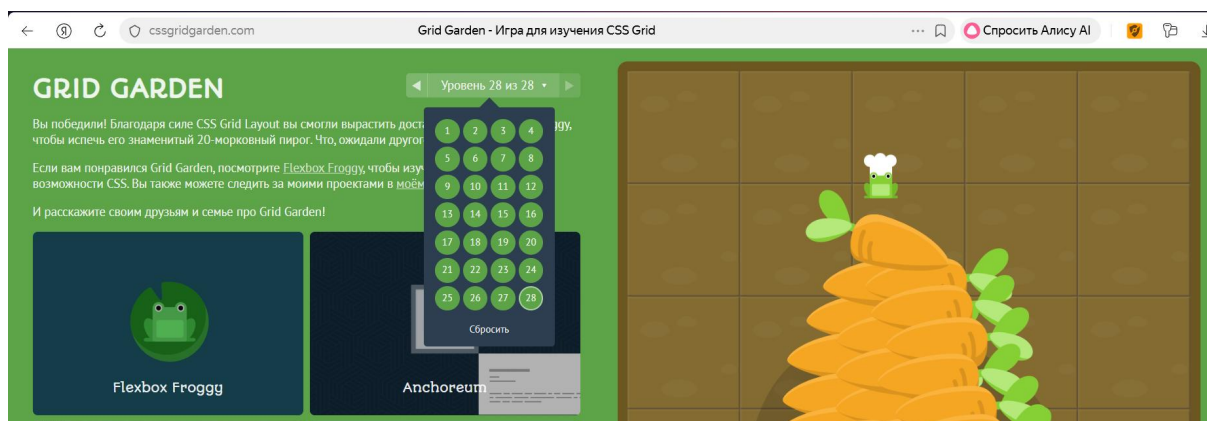 cssgridgarden.com
Grid Garden - Игра для изучения CSS Grid
Спросить Алису AI
GRID GARDEN
Уровень 28 из 28
Вы победили! Благодаря силе CSS Grid Layout вы смогли вырастить
чтобы испечь его знаменитый 20-морковный пирог. Что, ожидали
Если вам понравился Grid Garden, посмотрите Flexbox Froggy, чтобы
возможности CSS. Вы также можете следить за моими проектами в
И расскажите своим друзьям и семье про Grid Garden!
1 2 3 4
5 6 7 8
9 10 11 12
13 14 15 16
17 18 19 20
21 22 23 24
25 26 27 28
Сбросить
Flexbox Froggy
Anchoreum